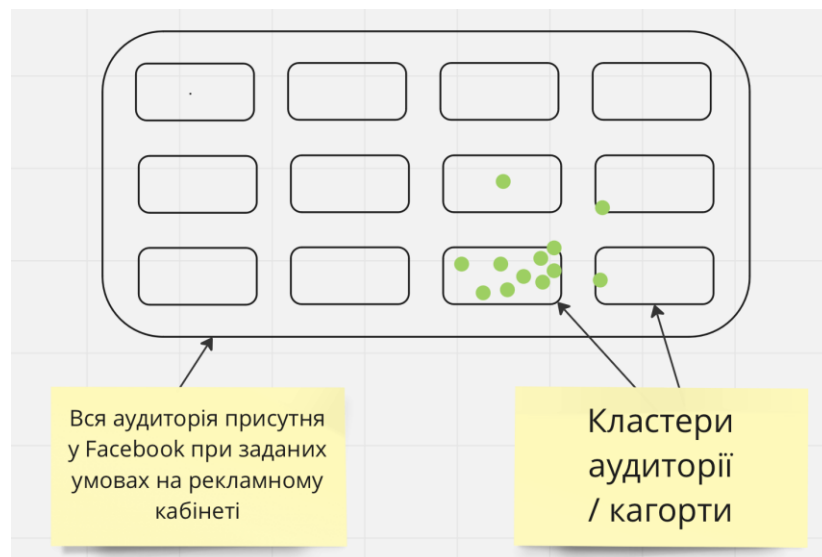 Вся аудиторія присутня
у Facebook при заданих
умовах на рекламному
кабінеті
Кластери
аудиторії
/ кагорти